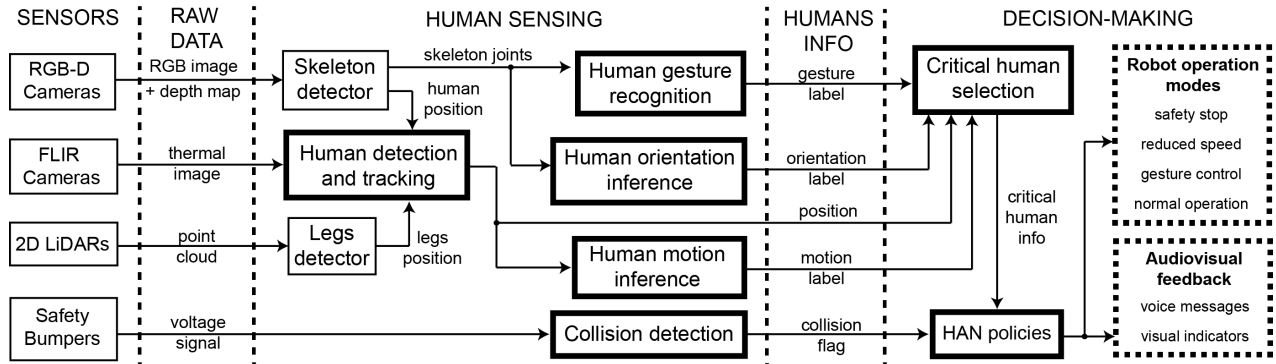 SENSORS
RAW
DATA
HUMAN SENSING
HUMANS
INFO
DECISION-MAKING
RGB-D
Cameras
RGB image
+ depth map
Skeleton
detector
skeleton joints
human
position
Human gesture
recognition
gesture
label
Critical human
selection
Robot operation
modes
safety stop
reduced speed
gesture control
normal operation
FLIR
Cameras
thermal
image
Human detection
and tracking
Human orientation
inference
orientation
label
position
critical
human
info
2D LiDARs
point
cloud
Legs
detector
legs
position
Human motion
inference
motion
label
Audiovisual
feedback
voice messages
visual indicators
Safety
Bumpers
voltage
signal
Collision detection
collision
flag
HAN policies